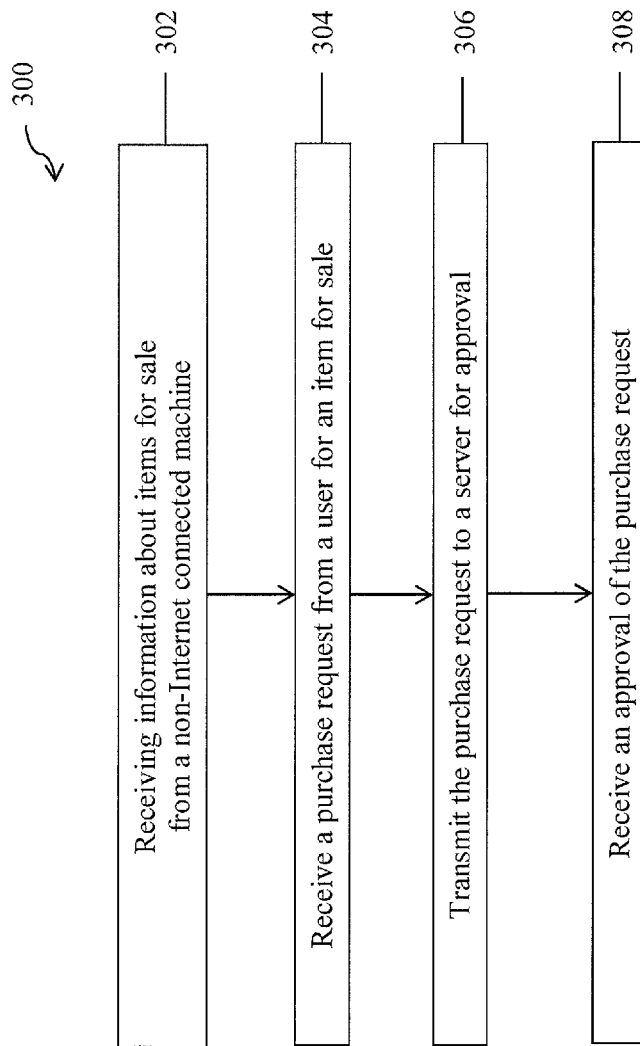 300
Receiving information about items for sale
from a non-Internet connected machine
302
Receive a purchase request from a user for an item for sale
304
Transmit the purchase request to a server for approval
306
Receive an approval of the purchase request
308